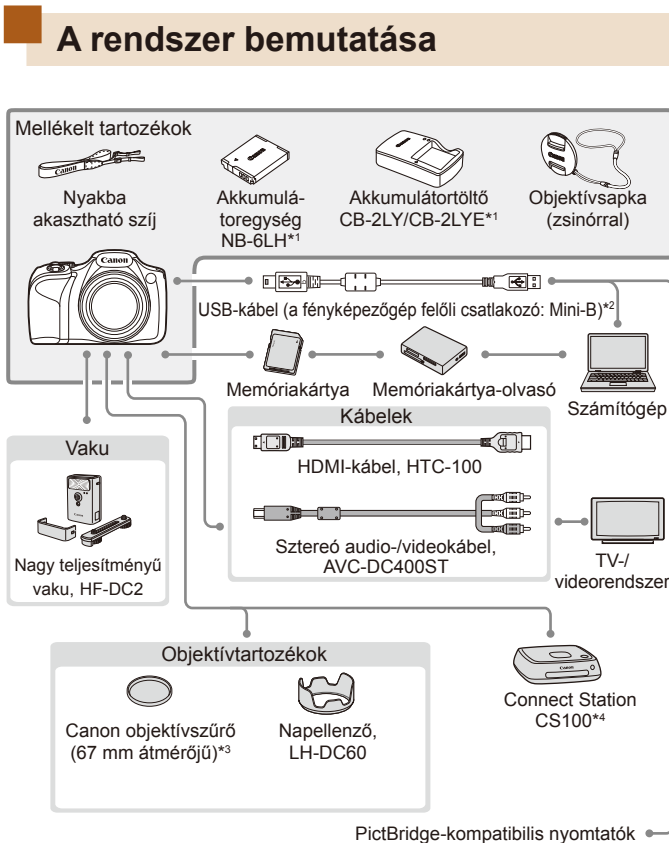 A rendszer bemutatása
Mellékelt tartozékok
Nyakba
akasztható szíj
Akkumulá-
toregység
NB-6LH*1
Akkumulátortöltő
CB-2LY/CB-2LYE*1
Objektívsapka
(zsinórral)
Canon
USB-kábel (a fényképezőgép felőli csatlakozó: Mini-B)*2
Memóriakártya
Memóriakártya-olvasó
Számítógép
Kábelek
HDMI-kábel, HTC-100
Sztereó audio-/videokábel,
AVC-DC400ST
TV-/
videorendszer
Vaku
Nagy teljesítményű
vaku, HF-DC2
Objektívtartozékok
Canon objektívszűrő
(67 mm átmérőjű)*3
Napellenző,
LH-DC60
Connect Station
CS100*4
PictBridge-kompatibilis nyomtatók